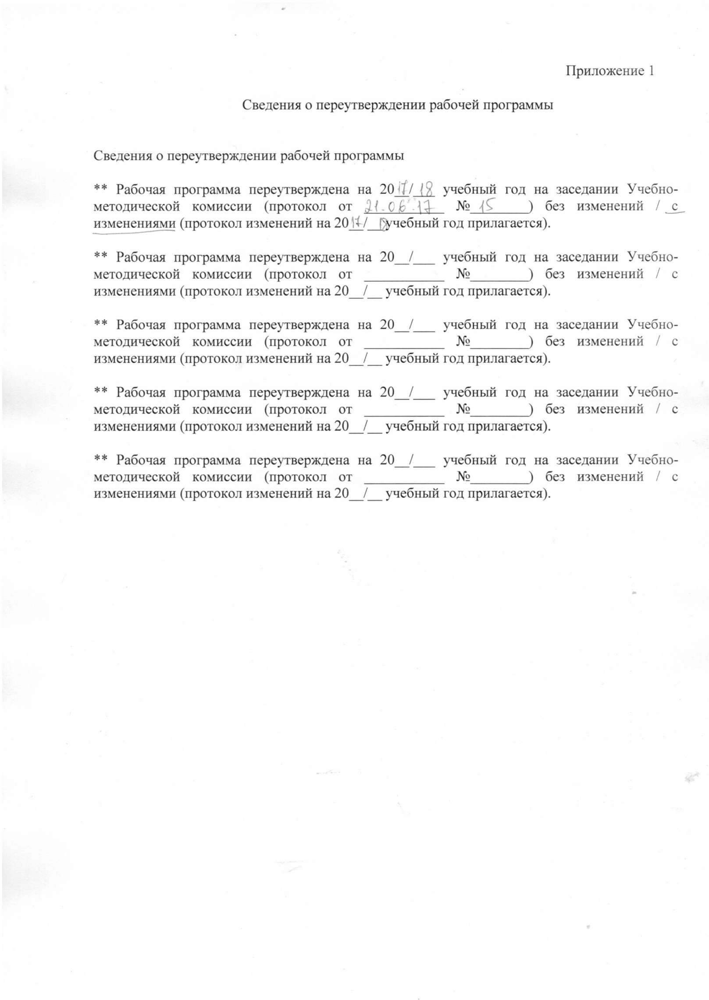 Приложение 1
Сведения о переутверждении рабочей программы
Сведения о переутверждении рабочей программы
** Рабочая программа переутверждена на 2017/18 учебный год на заседании Учебно-
методической комиссии (протокол от 21.06.17 № 15) без изменений / с
изменениями (протокол изменений на 2017/18 учебный год прилагается).
** Рабочая программа переутверждена на 20__/___ учебный год на заседании Учебно-
методической комиссии (протокол от ___________ №________) без изменений / с
изменениями (протокол изменений на 20__/__ учебный год прилагается).
** Рабочая программа переутверждена на 20__/___ учебный год на заседании Учебно-
методической комиссии (протокол от ___________ №________) без изменений / с
изменениями (протокол изменений на 20__/__ учебный год прилагается).
** Рабочая программа переутверждена на 20__/___ учебный год на заседании Учебно-
методической комиссии (протокол от ___________ №________) без изменений / с
изменениями (протокол изменений на 20__/__ учебный год прилагается).
** Рабочая программа переутверждена на 20__/___ учебный год на заседании Учебно-
методической комиссии (протокол от ___________ №________) без изменений / с
изменениями (протокол изменений на 20__/__ учебный год прилагается).